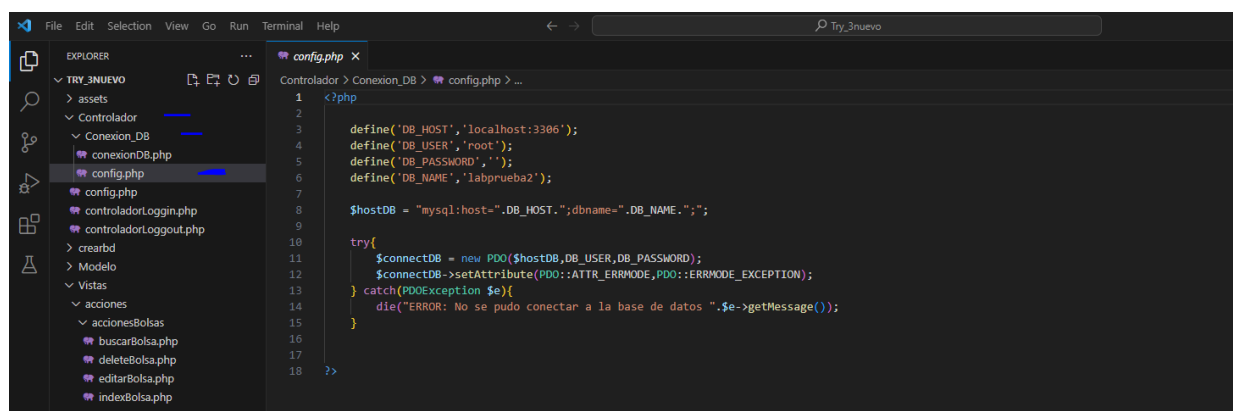 File Edit Selection View Go Run Terminal Help
Try_3nuevo
EXPLORER
TRY_3NUEVO
assets
Controlador
Conexion_DB
conexionDB.php
config.php
config.php
controladorLoggin.php
controladorLoggout.php
crearbd
Modelo
Vistas
acciones
accionesBolsas
buscarBolsa.php
deleteBolsa.php
editarBolsa.php
indexBolsa.php
config.php
Controlador > Conexion_DB > config.php > ...
1 <?php
2
3 define('DB_HOST','localhost:3306');
4 define('DB_USER','root');
5 define('DB_PASSWORD','');
6 define('DB_NAME','labprueba2');
7
8 $hostDB = "mysql:host=".DB_HOST.";dbname=".DB_NAME.";";
9
10 try{
11 $connectDB = new PDO($hostDB,DB_USER,DB_PASSWORD);
12 $connectDB->setAttribute(PDO::ATTR_ERRMODE,PDO::ERRMODE_EXCEPTION);
13 } catch(PDOException $e){
14 die("ERROR: No se pudo conectar a la base de datos ".$e->getMessage());
15 }
16
17
18 ?>